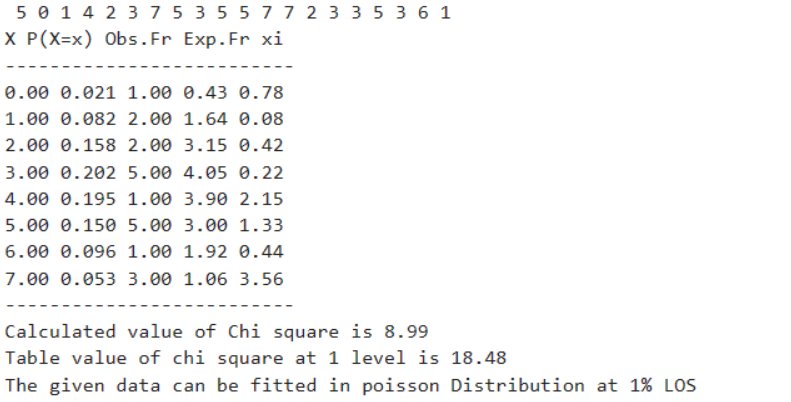 5 0 1 4 2 3 7 5 3 5 5 7 7 2 3 3 5 3 6 1
X P(X=x) Obs.Fr Exp.Fr xi
--------------------------
0.00 0.021 1.00 0.43 0.78
1.00 0.082 2.00 1.64 0.08
2.00 0.158 2.00 3.15 0.42
3.00 0.202 5.00 4.05 0.22
4.00 0.195 1.00 3.90 2.15
5.00 0.150 5.00 3.00 1.33
6.00 0.096 1.00 1.92 0.44
7.00 0.053 3.00 1.06 3.56
--------------------------
Calculated value of Chi square is 8.99
Table value of chi square at 1 level is 18.48
The given data can be fitted in poisson Distribution at 1% LOS